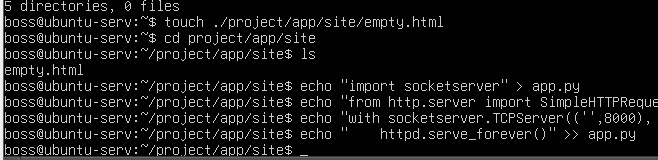 5 directories, 0 files
boss@ubuntu-serv:~$ touch ./project/app/site/empty.html
boss@ubuntu-serv:~$ cd project/app/site
boss@ubuntu-serv:~/project/app/site$ ls
empty.html
boss@ubuntu-serv:~/project/app/site$ echo "import socketserver" > app.py
boss@ubuntu-serv:~/project/app/site$ echo "from http.server import SimpleHTTPReque
boss@ubuntu-serv:~/project/app/site$ echo "with socketserver.TCPServer(('',8000),
boss@ubuntu-serv:~/project/app/site$ echo "    httpd.serve_forever()" >> app.py
boss@ubuntu-serv:~/project/app/site$ _